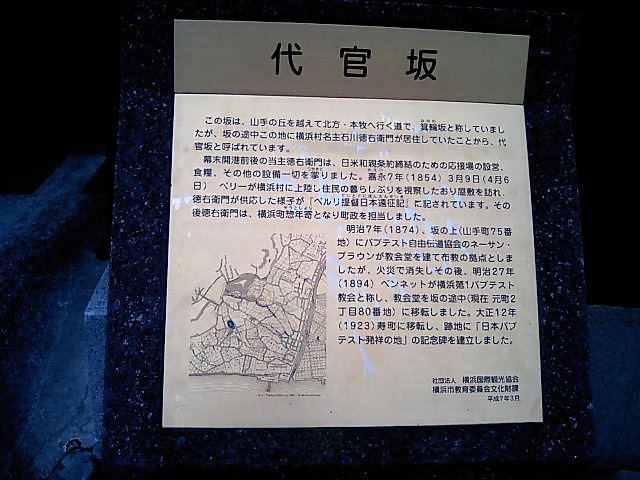 代官坂
この坂は、山手の丘を越えて北方・本牧へ行く道で、箕輪坂と称していまし
たが、坂の途中この地に横浜村名主石川徳右衛門が居住していたことから、代
官坂と呼ばれています。
幕末開港前後の当主徳右衛門は、日米和親条約締結のための応接場の設営、
食糧、その他の設備一切を掌りました。嘉永7年(1854)3月9日(4月6
日) ペリーが横浜村に上陸し住民の暮らしぶりを視察したおり屋敷を訪れ、
徳右衛門が供応した様子が「ペルリ提督日本遠征記」に記されています。その
後徳右衛門は、横浜町惣年寄となり町政を担当しました。
明治7年(1874)、坂の上(山手町75番
地)にバプテスト自由伝道協会のネーサン・
ブラウンが教会堂を建て布教の拠点としま
したが、火災で消失しその後、明治27年
(1894)ベンネットが横浜第1バプテスト
教会と称し、教会堂を坂の途中(現在 元町2
丁目80番地)に移転しました。大正12年
(1923)寿町に移転し、跡地に「日本バプ
テスト発祥の地」の記念碑を建立しました。
社団法人 横浜国際観光協会
横浜市教育委員会文化財課
平成7年3月